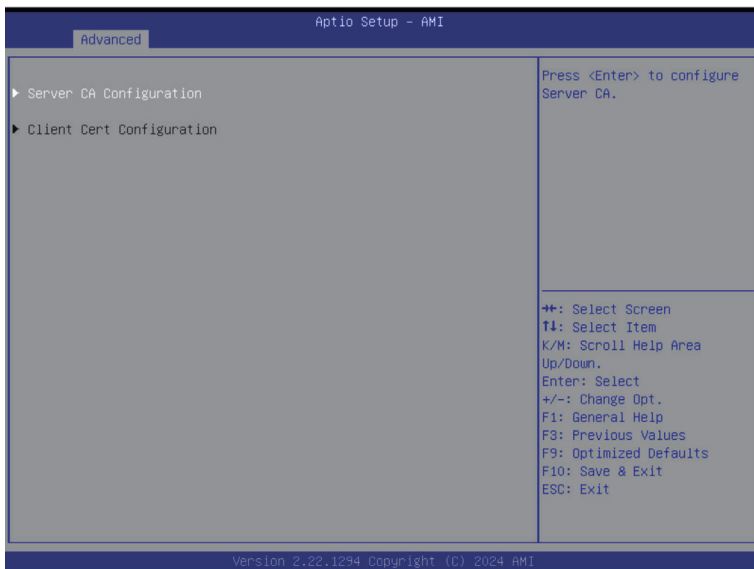 Aptio Setup – AMI
Advanced
Server CA Configuration
Client Cert Configuration
Press <Enter> to configure
Server CA.
→←: Select Screen
↑↓: Select Item
K/M: Scroll Help Area
Up/Down.
Enter: Select
+/-: Change Opt.
F1: General Help
F3: Previous Values
F9: Optimized Defaults
F10: Save & Exit
ESC: Exit
Version 2.22.1294 Copyright (C) 2024 AMI